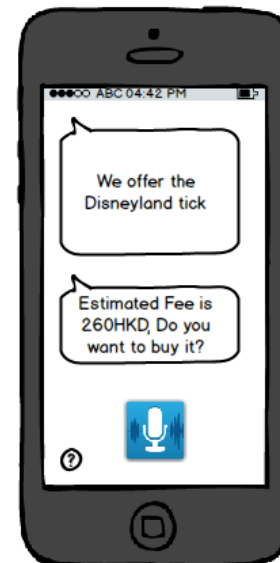 ABC 04:42 PM
We offer the
Disneyland tick
Estimated Fee is
260HKD, Do you
want to buy it?
?